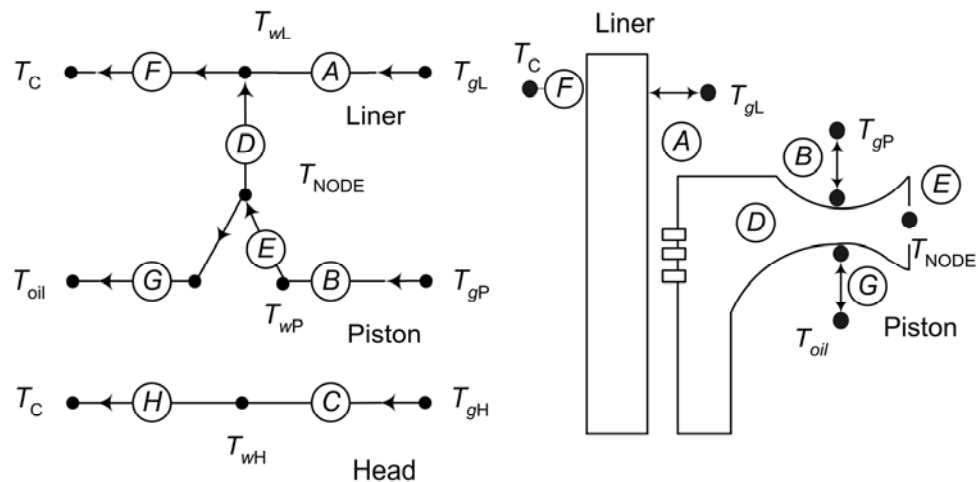 T_wL
T_C F A T_gL
Liner
D
T_NODE
E
T_oil G B T_gP
T_wP
Piston
T_C H C T_gH
T_wH
Head
Liner
T_C
F
T_gL
A
B
T_gP
E
D
T_NODE
G
T_oil
Piston